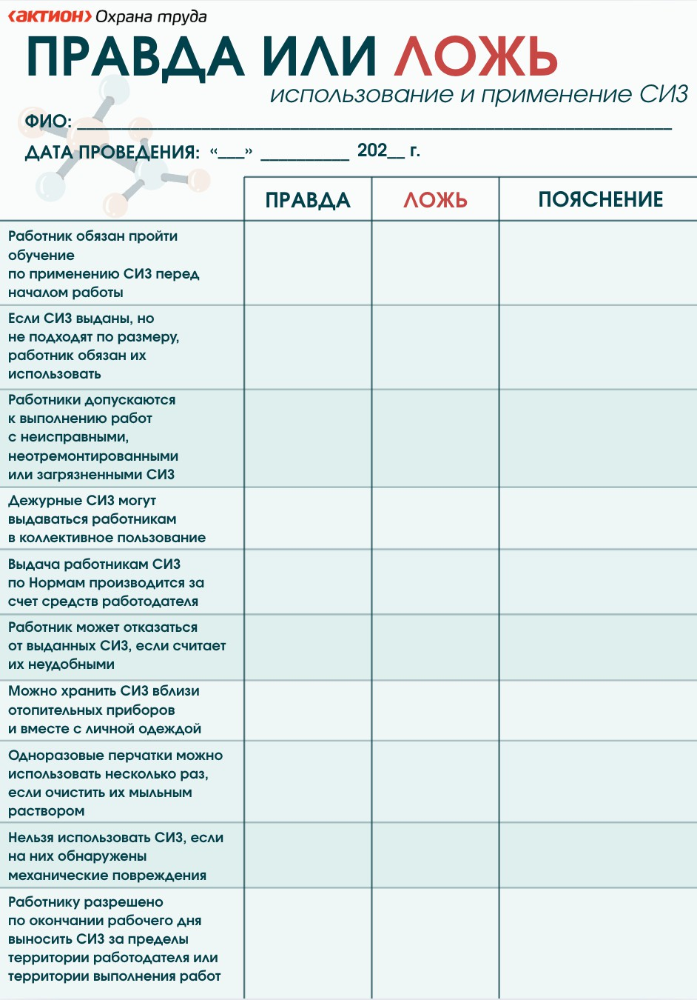 ‹актион› Охрана труда
ПРАВДА ИЛИ ЛОЖЬ
использование и применение СИЗ
ФИО: ___________________________________________________________________
ДАТА ПРОВЕДЕНИЯ: «___» __________ 202__ г.
ПРАВДА ЛОЖЬ ПОЯСНЕНИЕ
Работник обязан пройти
обучение
по применению СИЗ перед
началом работы
Если СИЗ выданы, но
не подходят по размеру,
работник обязан их
использовать
Работники допускаются
к выполнению работ
с неисправными,
неотремонтированными
или загрязненными СИЗ
Дежурные СИЗ могут
выдаваться работникам
в коллективное пользование
Выдача работникам СИЗ
по Нормам производится за
счет средств работодателя
Работник может отказаться
от выданных СИЗ, если считает
их неудобными
Можно хранить СИЗ вблизи
отопительных приборов
и вместе с личной одеждой
Одноразовые перчатки можно
использовать несколько раз,
если очистить их мыльным
раствором
Нельзя использовать СИЗ, если
на них обнаружены
механические повреждения
Работнику разрешено
по окончании рабочего дня
выносить СИЗ за пределы
территории работодателя или
территории выполнения работ